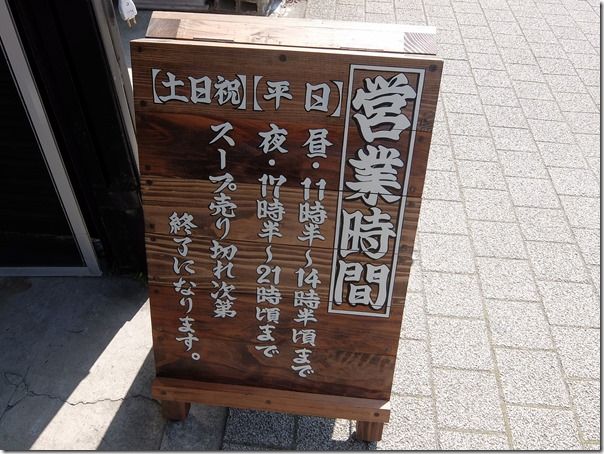 営業時間
【平日】
昼・11時半～14時半頃まで
夜・17時半～21時頃まで
【土日祝】
スープ売り切れ次第
終了になります。